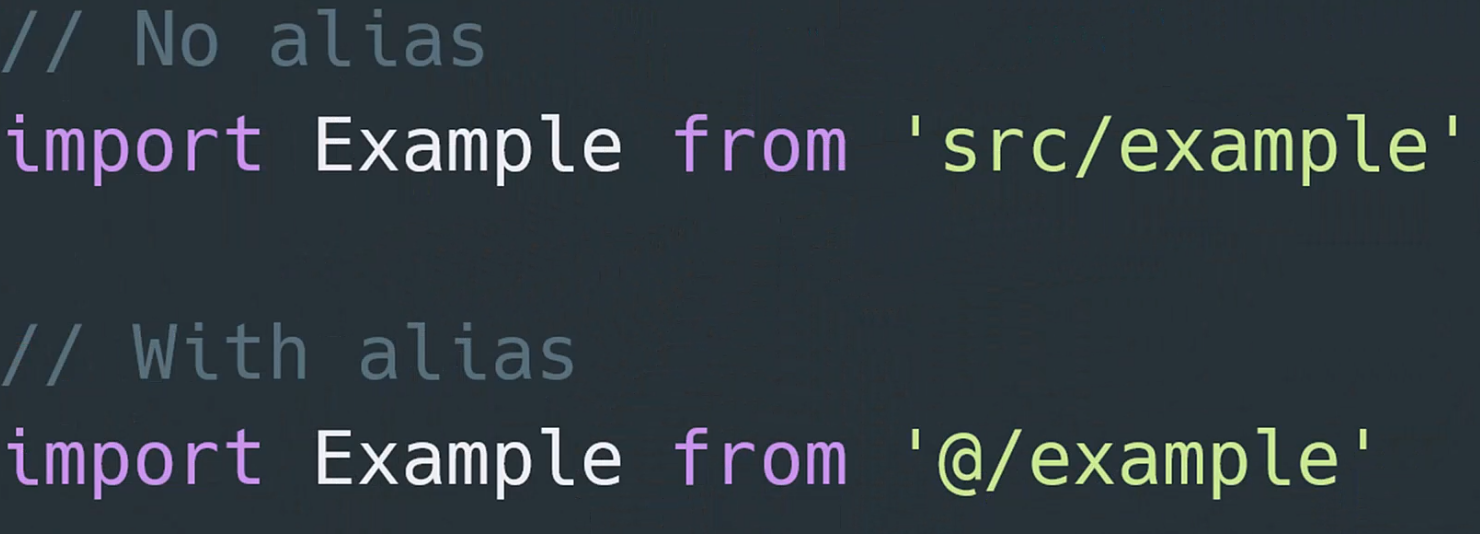 // No alias
import Example from 'src/example'
// With alias
import Example from '@/example'